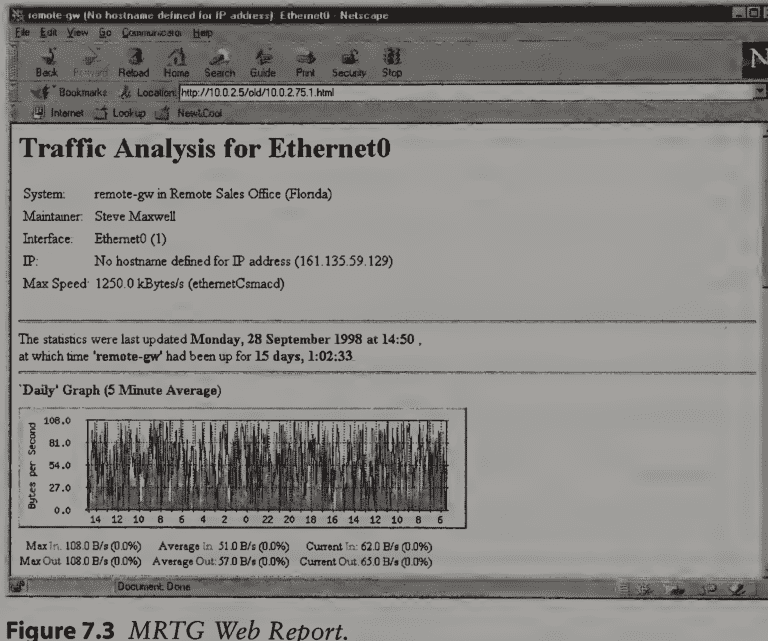 remote-gw (No hostname defined for IP address) Ethernet0 - Netscape
File Edit View Go Communicator Help
Back Forward Reload Home Search Guide Print Security Stop
N
Bookmarks Location: http://10.0.2.5/old/10.0.2.75.1.html
Internet Lookup New&Cool
Traffic Analysis for Ethernet0
System: remote-gw in Remote Sales Office (Florida)
Maintainer: Steve Maxwell
Interface: Ethernet0 (1)
IP: No hostname defined for IP address (161.135.59.129)
Max Speed: 1250.0 kBytes/s (ethernetCsmacd)
The statistics were last updated Monday, 28 September 1998 at 14:50 ,
at which time 'remote-gw' had been up for 15 days, 1:02:33.
`Daily' Graph (5 Minute Average)
Bytes per Second
108.0
81.0
54.0
27.0
0.0
14 12 10 8 6 4 2 0 22 20 18 16 14 12 10 8 6
Max In: 108.0 B/s (0.0%) Average In: 51.0 B/s (0.0%) Current In: 62.0 B/s (0.0%)
Max Out: 108.0 B/s (0.0%) Average Out: 57.0 B/s (0.0%) Current Out: 65.0 B/s (0.0%)
Document: Done
Figure 7.3 MRTG Web Report.